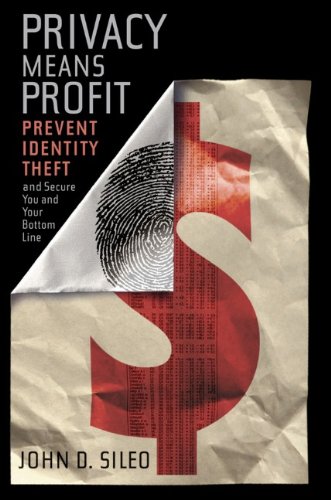 PRIVACY
MEANS
PROFIT
PREVENT
IDENTITY
THEFT
and Secure
You and
Your
Bottom
Line
JOHN D. SILEO